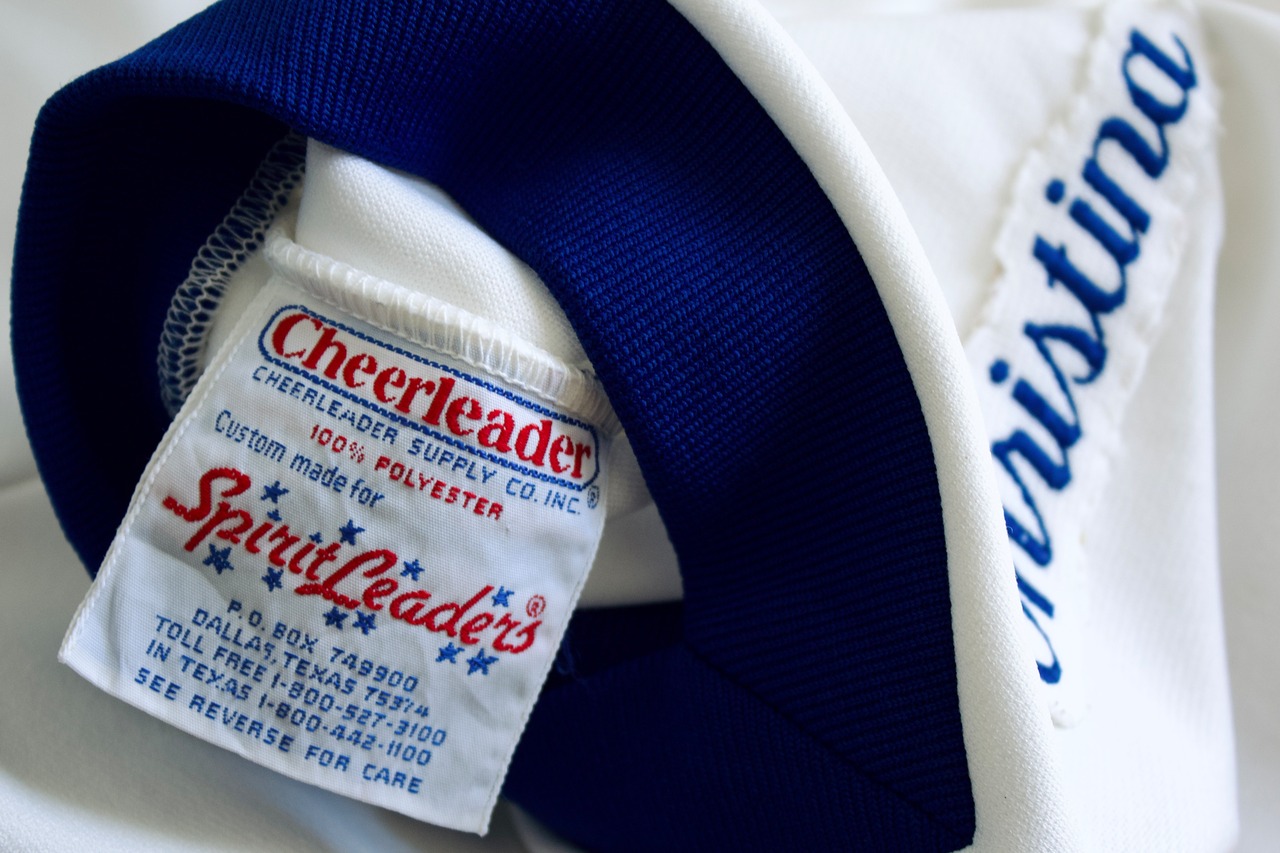 Cheerleader
CHEERLEADER SUPPLY CO. INC. ®
100% POLYESTER
Custom made for
SpiritLeaders ®
P.O. BOX 749900
DALLAS, TEXAS 75374
TOLL FREE 1-800-527-3100
IN TEXAS 1-800-442-1100
SEE REVERSE FOR CARE
hristina